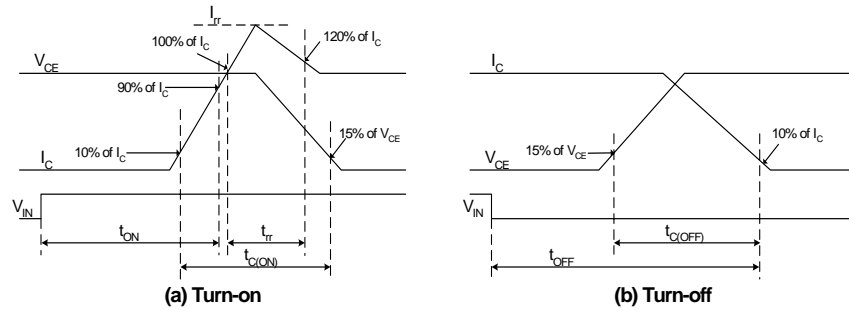 I_rr
100% of I_C
120% of I_C
V_CE
90% of I_C
10% of I_C
15% of V_CE
I_C
V_IN
t_ON
t_rr
t_C(ON)
(a) Turn-on
I_C
15% of V_CE
10% of I_C
V_CE
V_IN
t_C(OFF)
t_OFF
(b) Turn-off